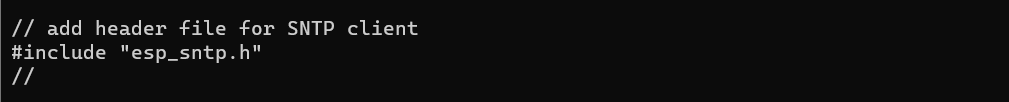 // add header file for SNTP client
#include "esp_sntp.h"
//